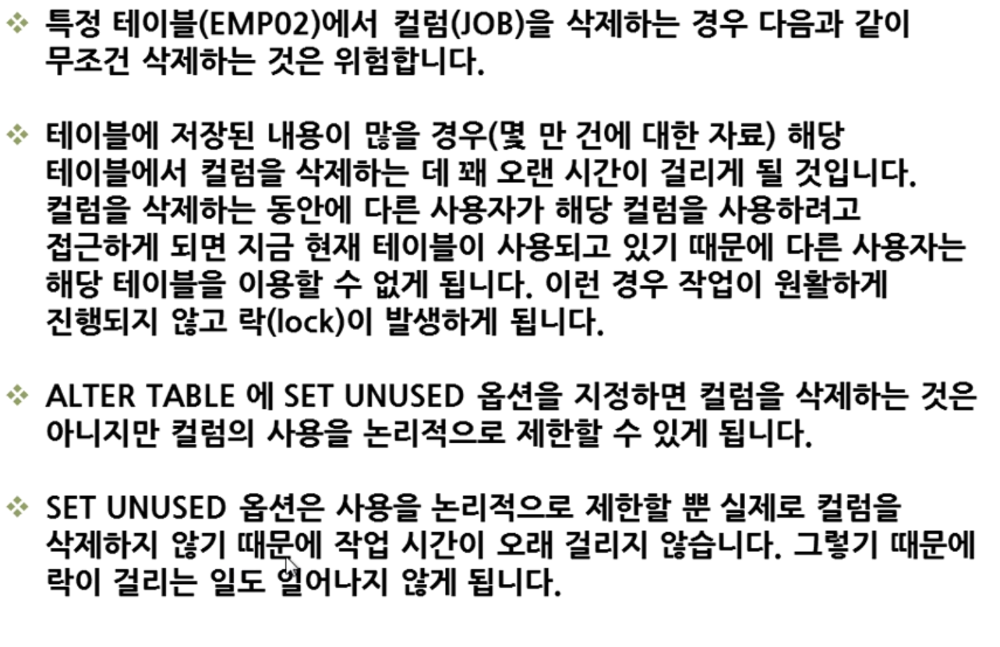 ❖ 특정 테이블(EMP02)에서 컬럼(JOB)을 삭제하는 경우 다음과 같이
무조건 삭제하는 것은 위험합니다.
❖ 테이블에 저장된 내용이 많을 경우(몇 만 건에 대한 자료) 해당
테이블에서 컬럼을 삭제하는 데 꽤 오랜 시간이 걸리게 될 것입니다.
컬럼을 삭제하는 동안에 다른 사용자가 해당 컬럼을 사용하려고
접근하게 되면 지금 현재 테이블이 사용되고 있기 때문에 다른 사용자는
해당 테이블을 이용할 수 없게 됩니다. 이런 경우 작업이 원활하게
진행되지 않고 락(lock)이 발생하게 됩니다.
❖ ALTER TABLE 에 SET UNUSED 옵션을 지정하면 컬럼을 삭제하는 것은
아니지만 컬럼의 사용을 논리적으로 제한할 수 있게 됩니다.
❖ SET UNUSED 옵션은 사용을 논리적으로 제한할 뿐 실제로 컬럼을
삭제하지 않기 때문에 작업 시간이 오래 걸리지 않습니다. 그렇기 때문에
락이 걸리는 일도 일어나지 않게 됩니다.